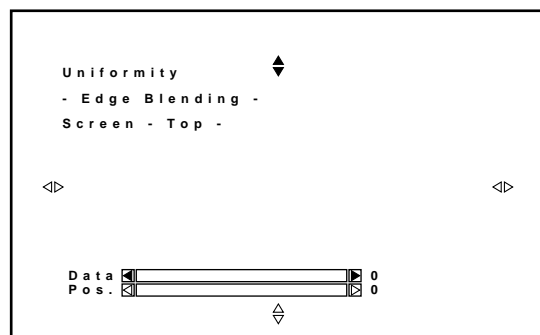 Uniformity
- Edge Blending -
Screen - Top -
Data 0
Pos. 0